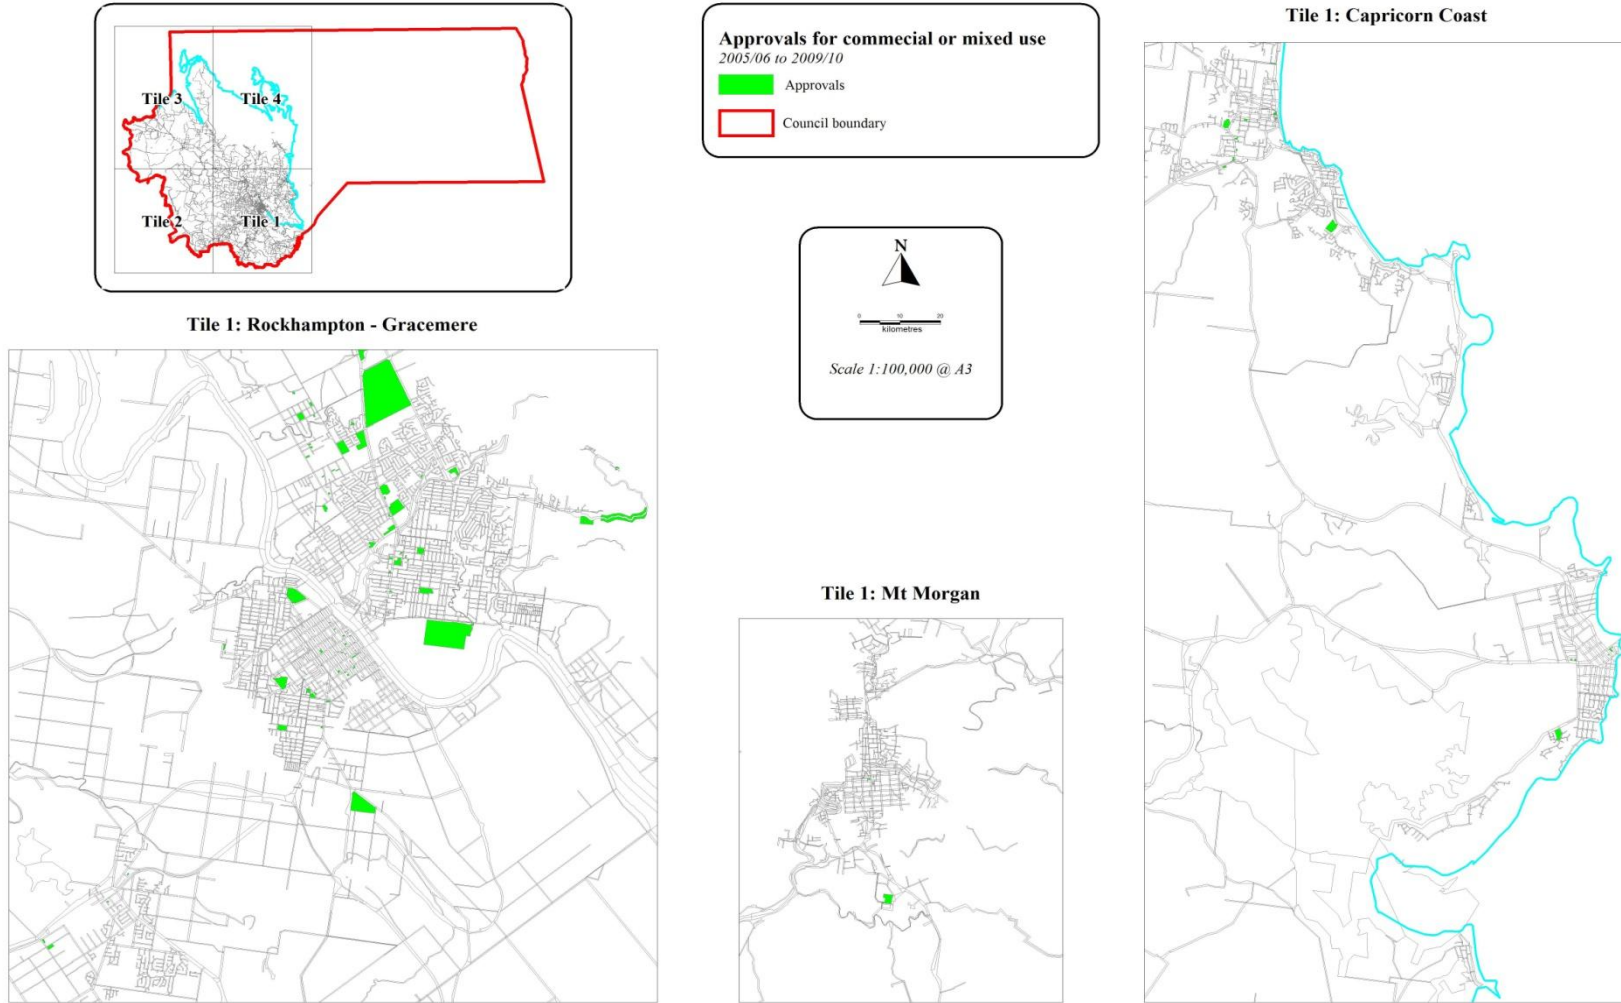 Tile 3
Tile 4
Tile 2
Tile 1
Approvals for commecial or mixed use
2005/06 to 2009/10
Approvals
Council boundary
Tile 1: Capricorn Coast
N
0 10 20
kilometres
Scale 1:100,000 @ A3
Tile 1: Rockhampton - Gracemere
Tile 1: Mt Morgan